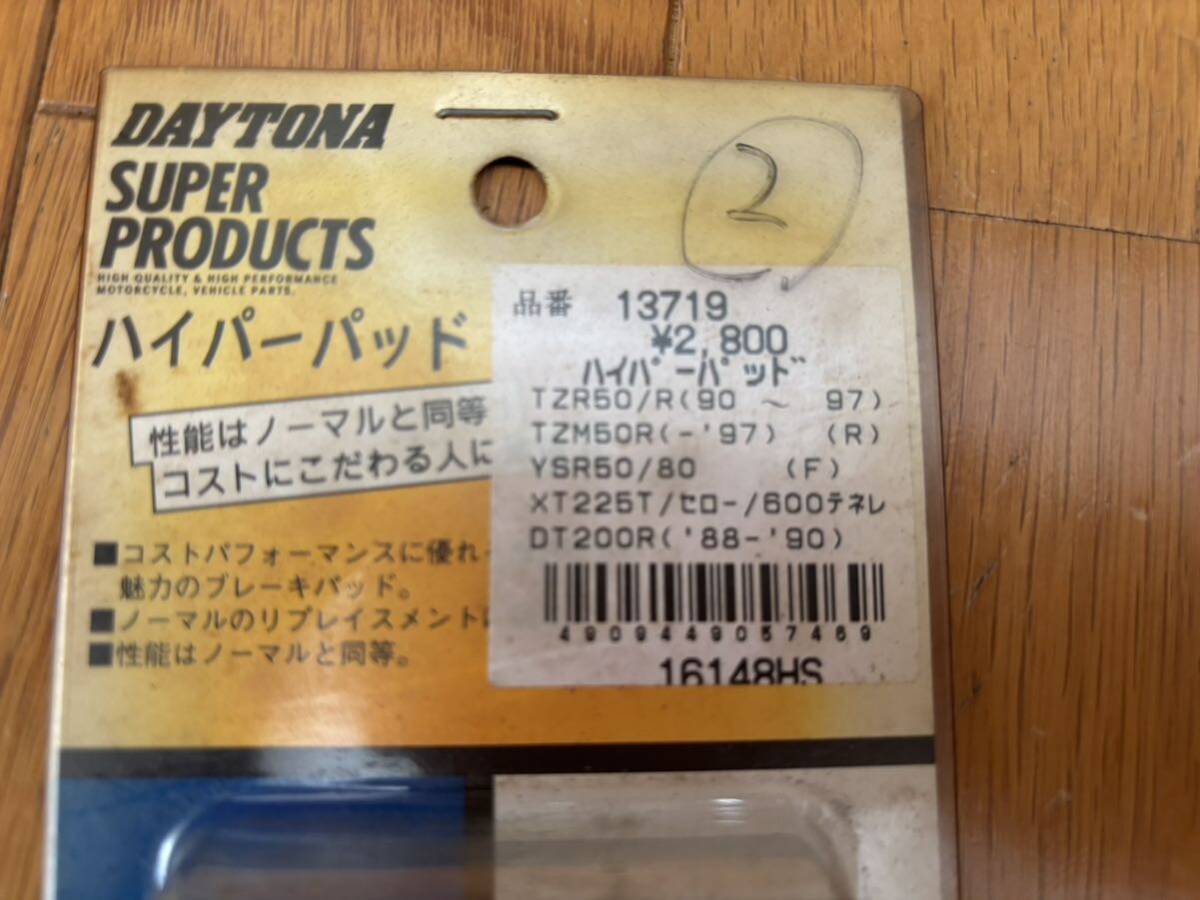 DAYTONA
SUPER
PRODUCTS
HIGH QUALITY & HIGH PERFORMANCE
MOTORCYCLE, VEHICLE PARTS.
ハイパーパッド
性能はノーマルと同等
コストにこだわる人に
■コストパフォーマンスに優れ
魅力のブレーキパッド。
■ノーマルのリプレイスメント
■性能はノーマルと同等。
2
品番 13719
¥2,800
ハイパーパッド
TZR50/R(90 ～ 97)
TZM50R(-'97) (R)
YSR50/80 (F)
XT225T/セロー/600テネレ
DT200R('88-'90)
4909449057469
16148HS